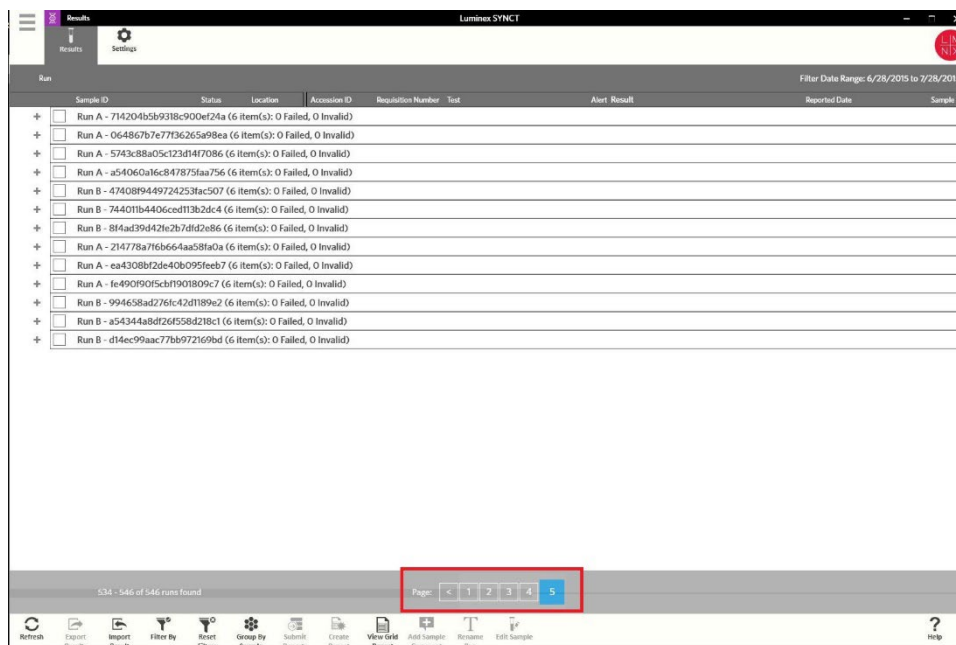 Results Luminex SYNCT
Results Settings
Run Filter Date Range: 6/28/2015 to 7/28/201
Sample ID Status Location Accession ID Requisition Number Test Alert Result Reported Date Sample
+ Run A - 714204b5b9318c900ef24a (6 item(s): 0 Failed, 0 Invalid)
+ Run A - 064867b7e77f36265a98ea (6 item(s): 0 Failed, 0 Invalid)
+ Run A - 5743c88a05c123d14f7086 (6 item(s): 0 Failed, 0 Invalid)
+ Run A - a54060a16c847875faa756 (6 item(s): 0 Failed, 0 Invalid)
+ Run B - 47408f9449724253fac507 (6 item(s): 0 Failed, 0 Invalid)
+ Run B - 744011b4406ced113b2dc4 (6 item(s): 0 Failed, 0 Invalid)
+ Run B - 8f4ad39d42fe2b7dfd2e86 (6 item(s): 0 Failed, 0 Invalid)
+ Run A - 214778a7f6b664aa58fa0a (6 item(s): 0 Failed, 0 Invalid)
+ Run A - ea4308bf2de40b095feeb7 (6 item(s): 0 Failed, 0 Invalid)
+ Run A - fe490f90f5cbf1901809c7 (6 item(s): 0 Failed, 0 Invalid)
+ Run B - 994658ad276fc42d1189e2 (6 item(s): 0 Failed, 0 Invalid)
+ Run B - a54344a8df26f558d218c1 (6 item(s): 0 Failed, 0 Invalid)
+ Run B - d14ec99aac77bb972169bd (6 item(s): 0 Failed, 0 Invalid)
534 - 546 of 546 runs found Page: < 1 2 3 4 5
Refresh Export Import Filter By Reset Group By Submit Create View Grid Add Sample Rename Edit Sample Help